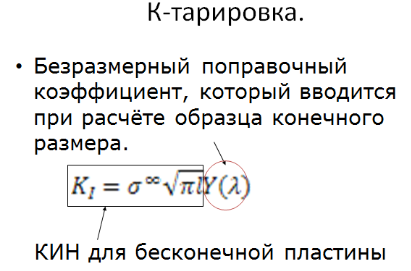 К-тарировка.
• Безразмерный поправочный
коэффициент, который вводится
при расчёте образца конечного
размера.
K_I = σ^∞ √(πl) Y(λ)
КИН для бесконечной пластины